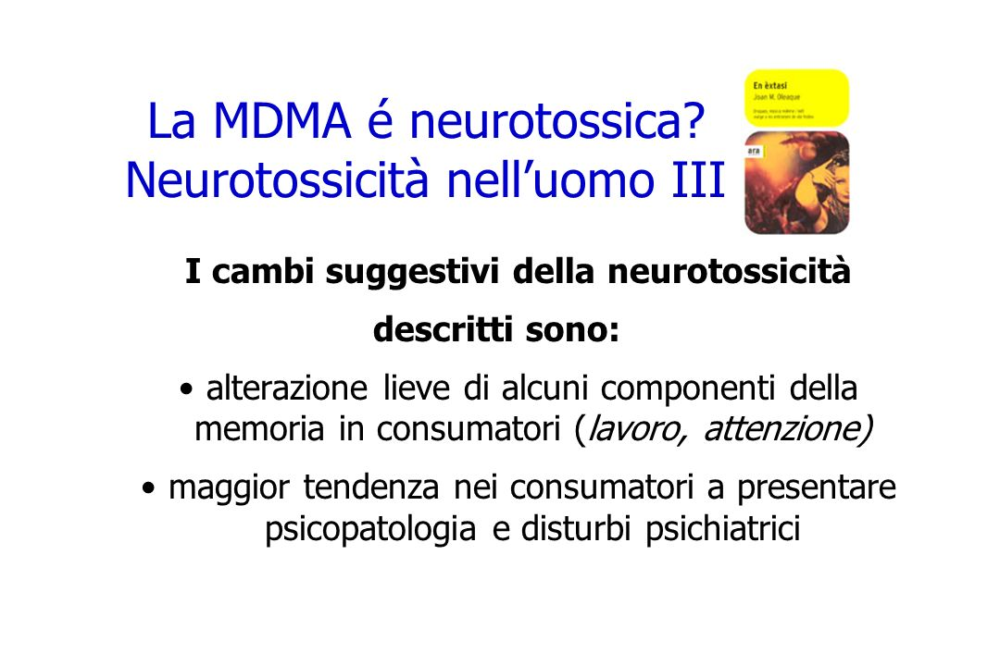 La MDMA é neurotossica?
Neurotossicità nell’uomo III
En èxtasi
Joan M. Oleaque
ara
I cambi suggestivi della neurotossicità
descritti sono:
• alterazione lieve di alcuni componenti della
memoria in consumatori (lavoro, attenzione)
• maggior tendenza nei consumatori a presentare
psicopatologia e disturbi psichiatrici